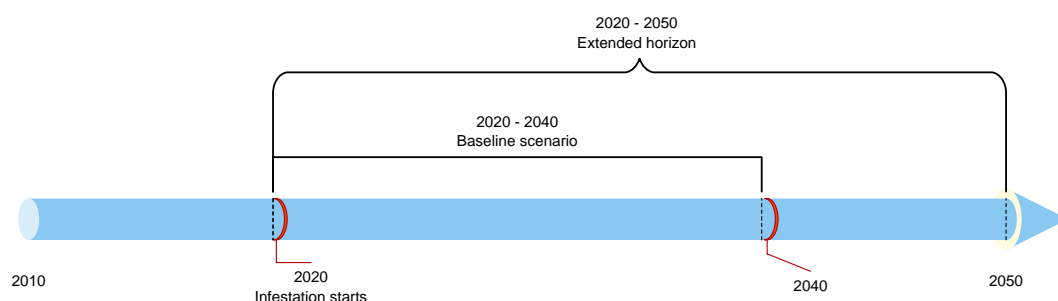 2020 - 2050
Extended horizon
2020 - 2040
Baseline scenario
2010
2020
Infestation starts
2040
2050